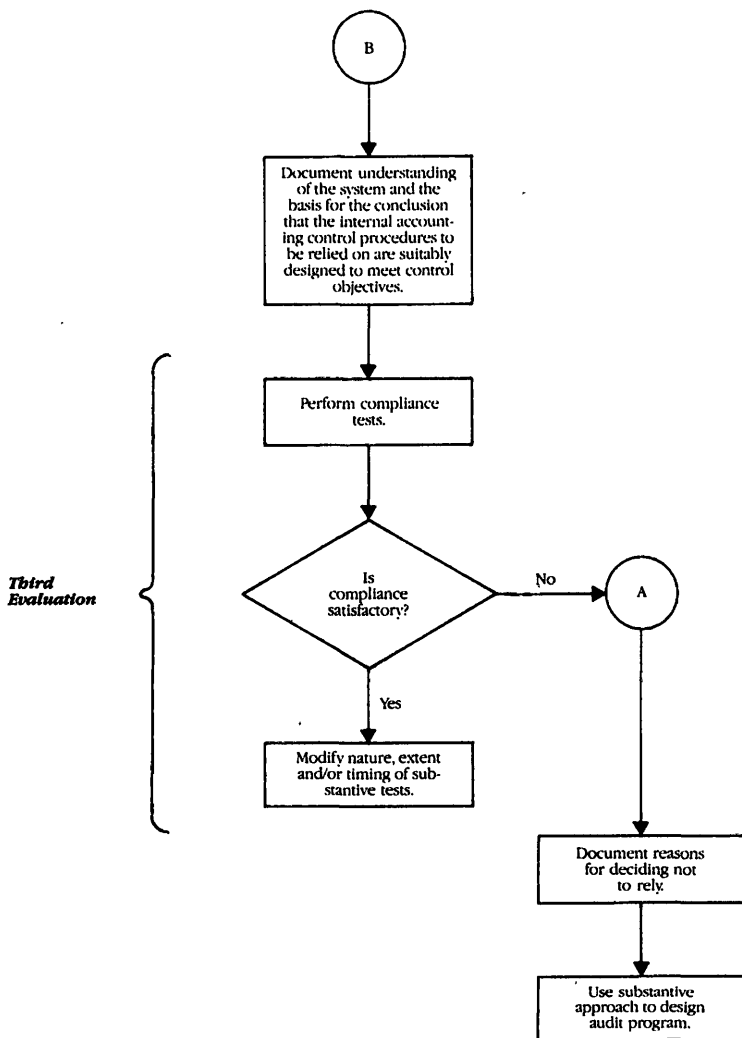 B
Document understanding
of the system and the
basis for the conclusion
that the internal account-
ing control procedures to
be relied on are suitably
designed to meet control
objectives.
Perform compliance
tests.
Third
Evaluation
Is
compliance
satisfactory?
No
A
Yes
Modify nature, extent
and/or timing of sub-
stantive tests.
Document reasons
for deciding not
to rely.
Use substantive
approach to design
audit program.